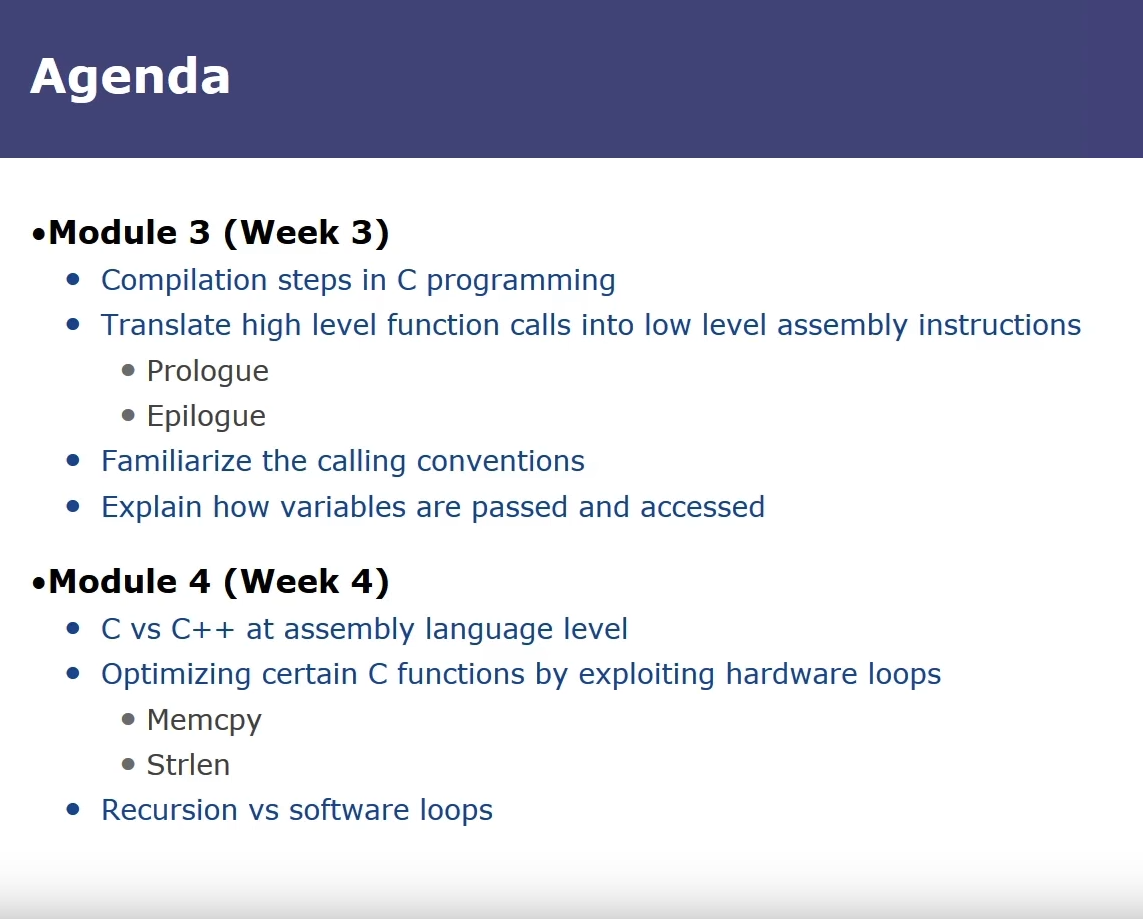 Agenda
•Module 3 (Week 3)
• Compilation steps in C programming
• Translate high level function calls into low level assembly instructions
• Prologue
• Epilogue
• Familiarize the calling conventions
• Explain how variables are passed and accessed
•Module 4 (Week 4)
• C vs C++ at assembly language level
• Optimizing certain C functions by exploiting hardware loops
• Memcpy
• Strlen
• Recursion vs software loops